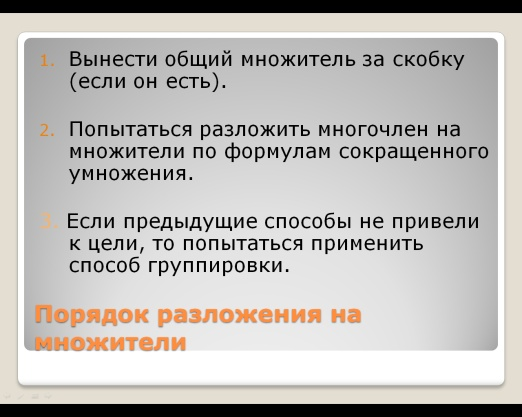 1. Вынести общий множитель за скобку
(если он есть).
2. Попытаться разложить многочлен на
множители по формулам сокращенного
умножения.
3. Если предыдущие способы не привели
к цели, то попытаться применить
способ группировки.
Порядок разложения на
множители